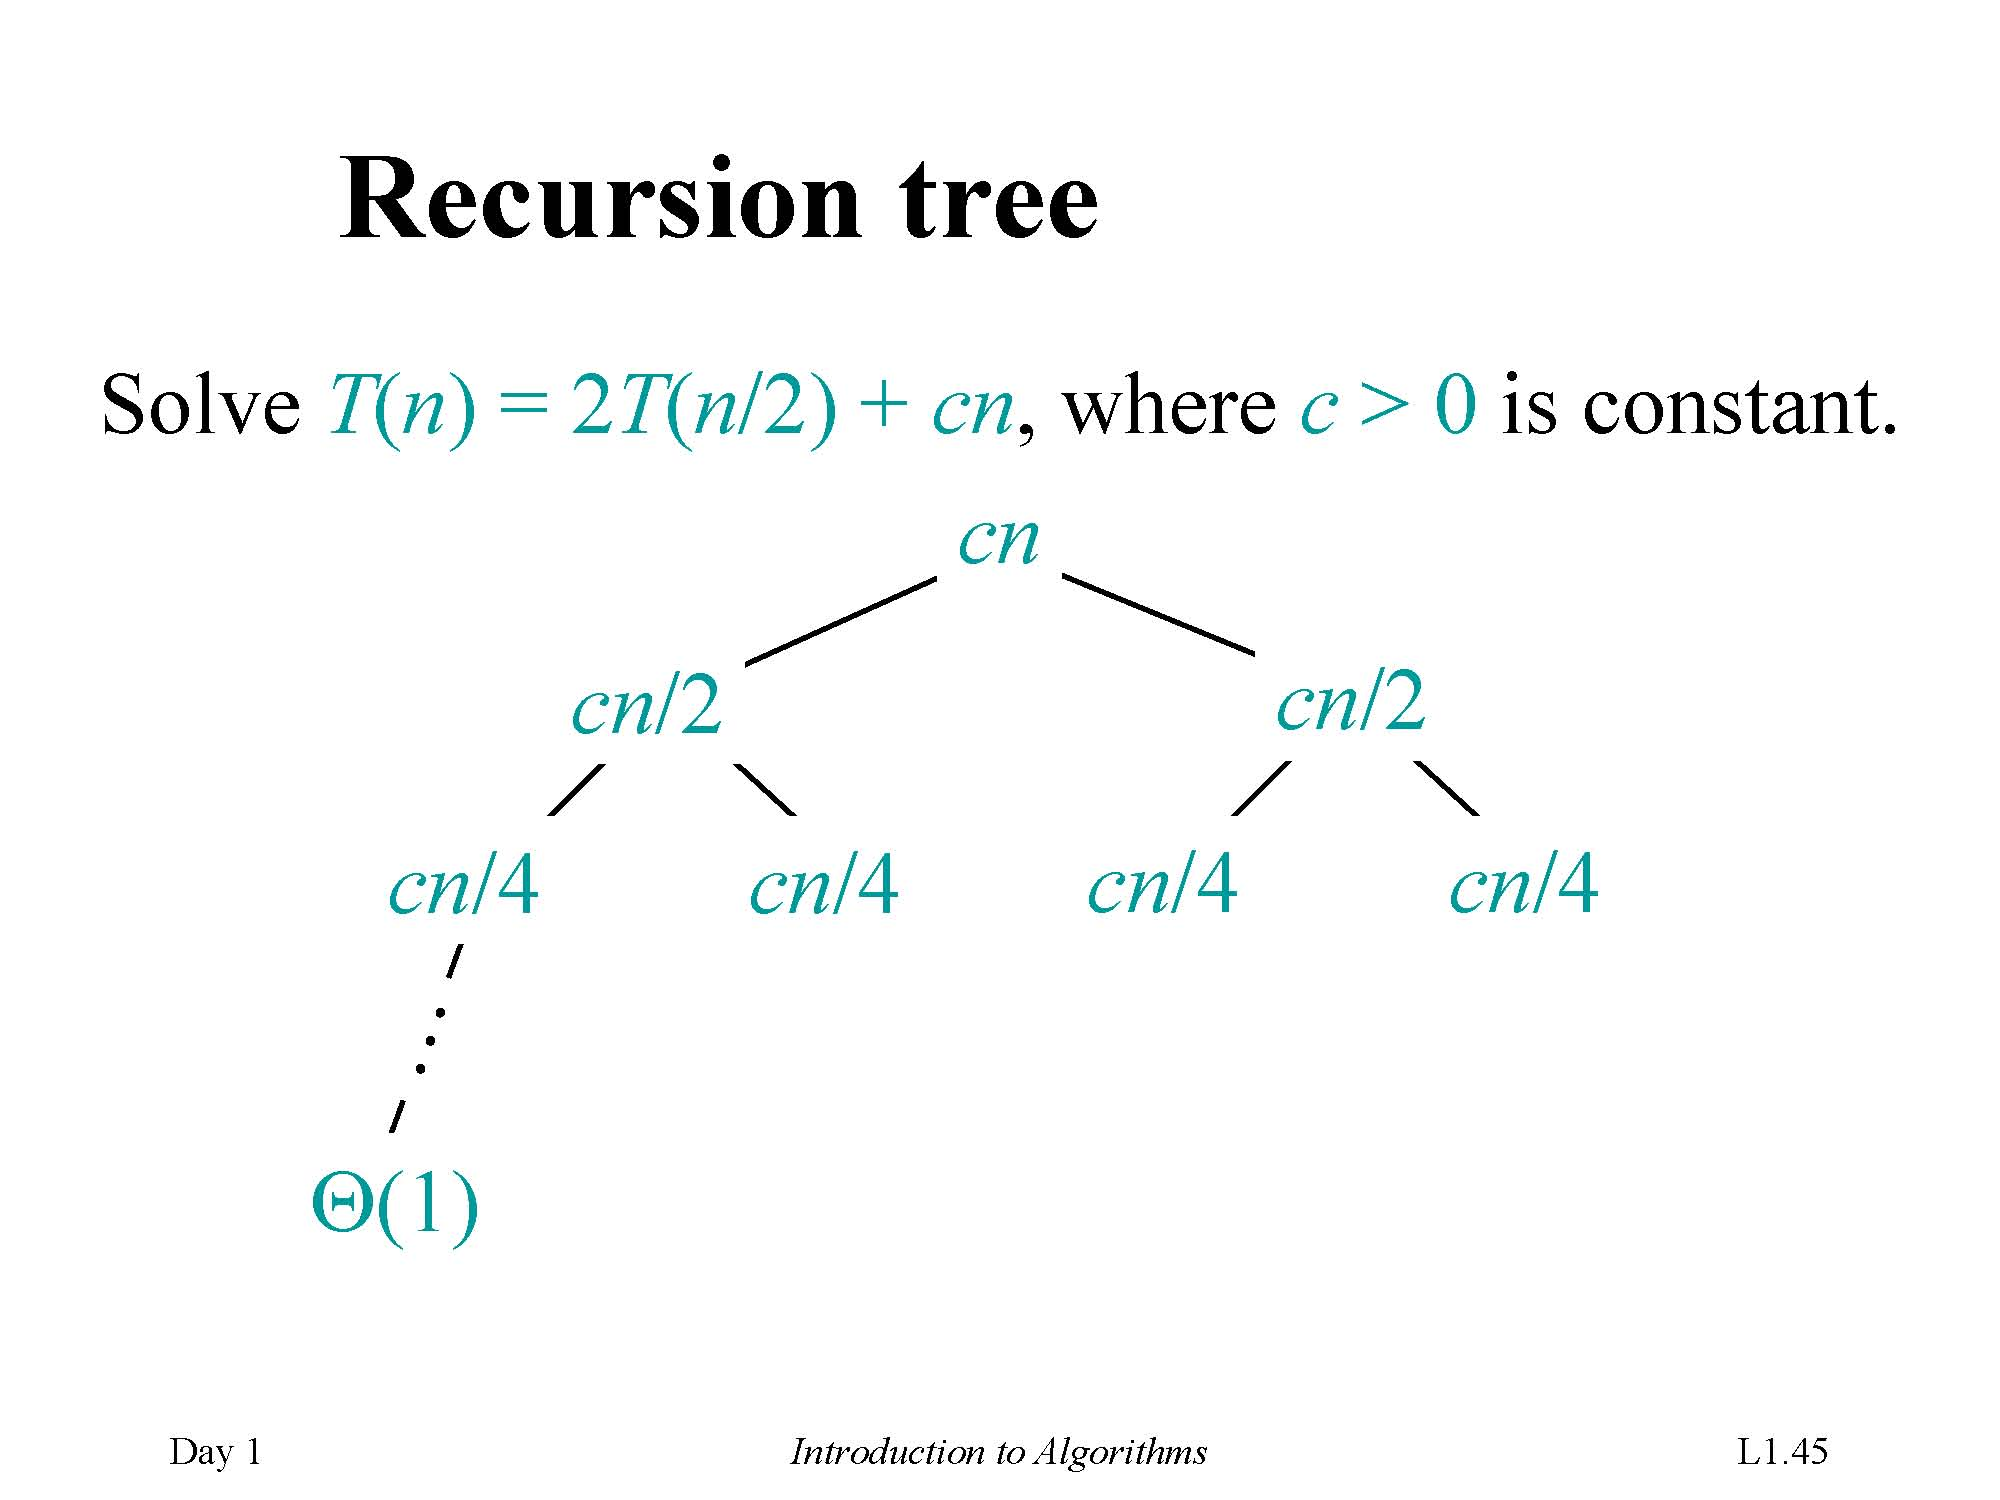 Recursion tree
Solve T(n) = 2T(n/2) + cn, where c > 0 is constant.
cn
cn/2 cn/2
cn/4 cn/4 cn/4 cn/4
Θ(1)
Day 1 Introduction to Algorithms L1.45